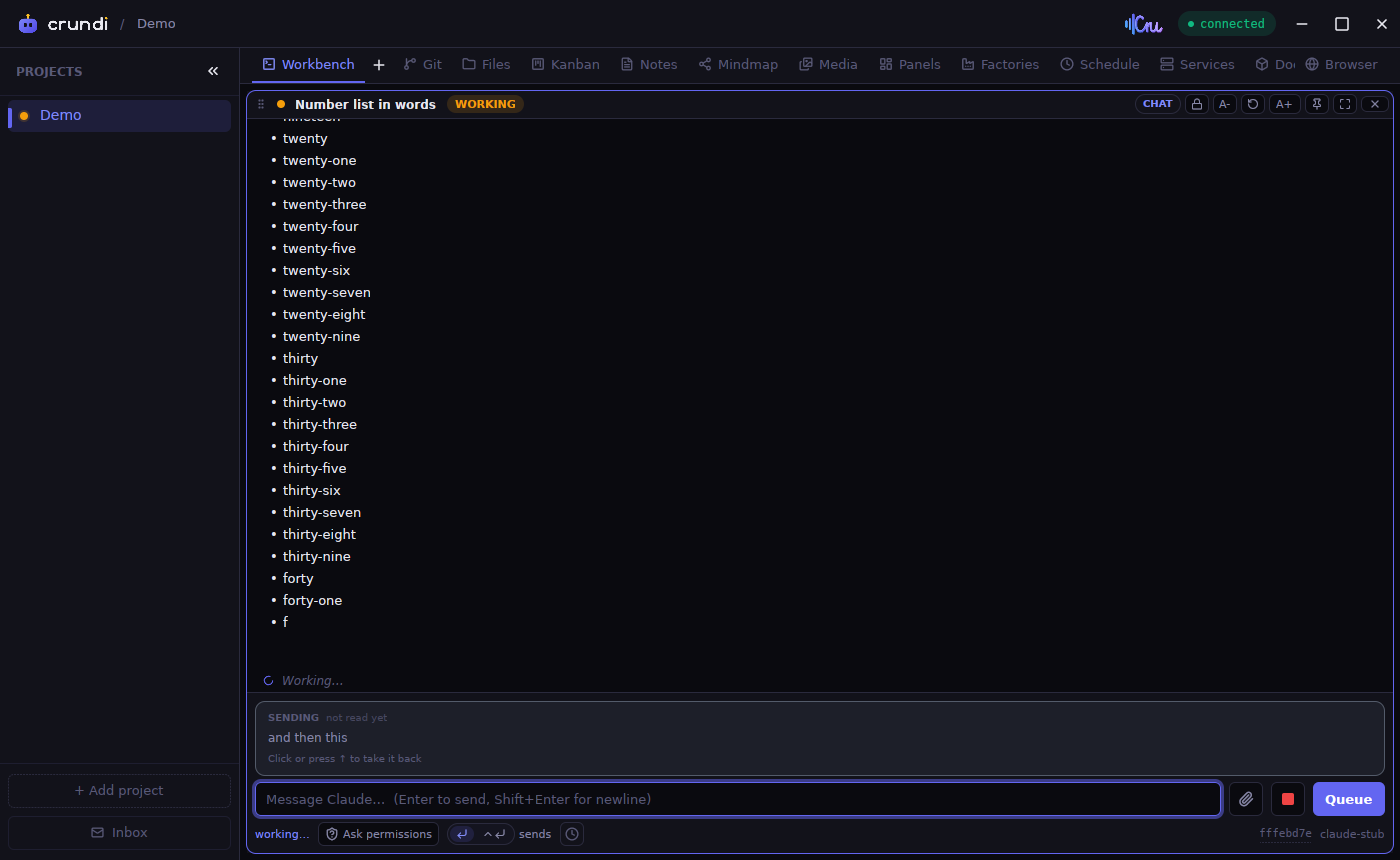 crundi / Demo
Cru
connected
PROJECTS
Workbench
Git
Files
Kanban
Notes
Mindmap
Media
Panels
Factories
Schedule
Services
Do
Browser
Demo
Number list in words
WORKING
CHAT
A-
A+
nineteen
• twenty
• twenty-one
• twenty-two
• twenty-three
• twenty-four
• twenty-five
• twenty-six
• twenty-seven
• twenty-eight
• twenty-nine
• thirty
• thirty-one
• thirty-two
• thirty-three
• thirty-four
• thirty-five
• thirty-six
• thirty-seven
• thirty-eight
• thirty-nine
• forty
• forty-one
• f
Working...
SENDING not read yet
and then this
Click or press ↑ to take it back
Message Claude... (Enter to send, Shift+Enter for newline)
Queue
working...
Ask permissions
sends
fffebd7e
claude-stub
+ Add project
Inbox